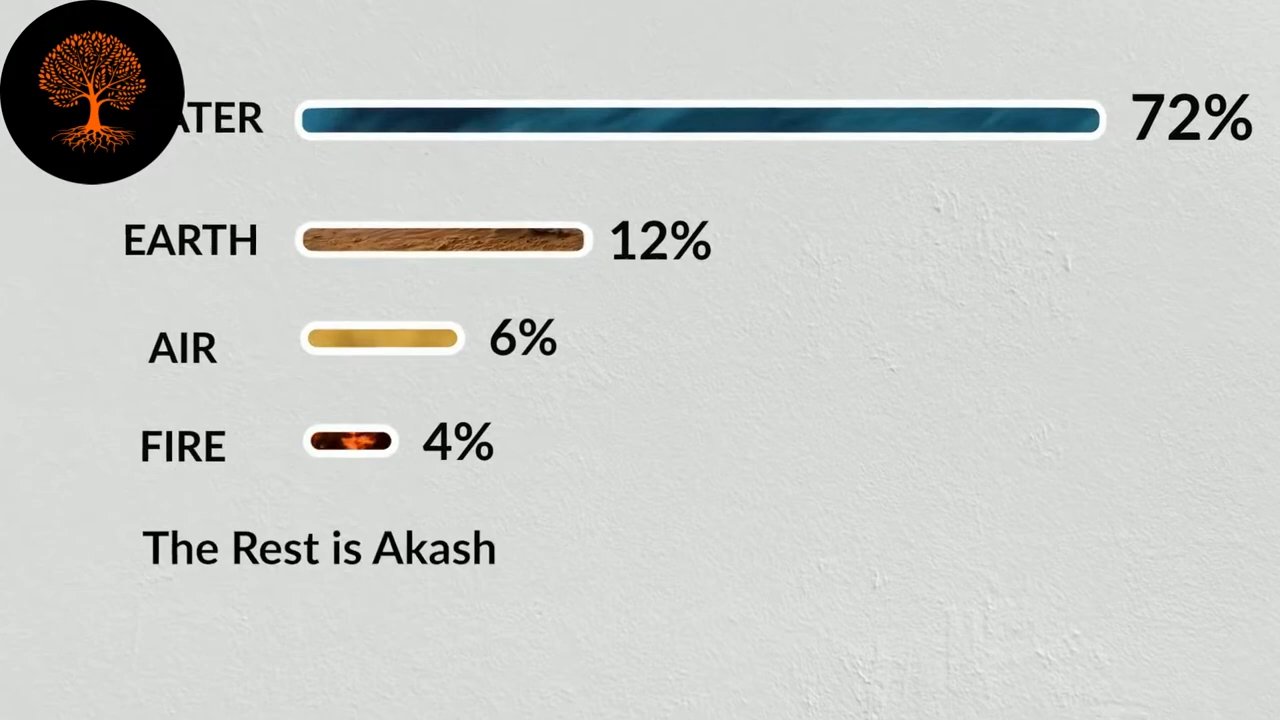 ATER 72%
EARTH 12%
AIR 6%
FIRE 4%
The Rest is Akash